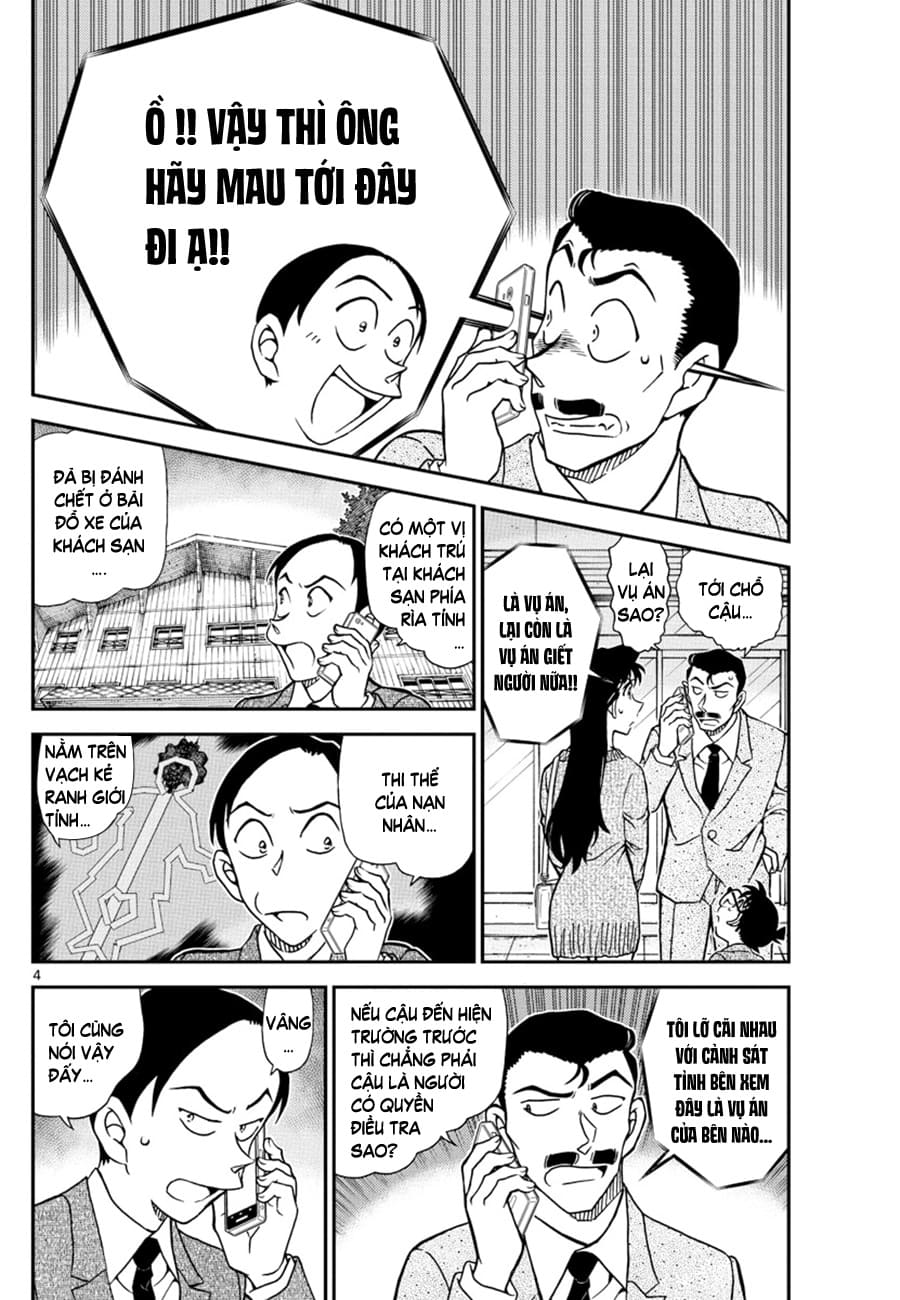 Ồ !! VẬY THÌ ÔNG
HÃY MAU TỚI ĐÂY
ĐI Ạ!!
TỚI CHỖ
CẬU...
LẠI
VỤ ÁN
SAO?
LÀ VỤ ÁN,
LẠI CÒN LÀ
VỤ ÁN GIẾT
NGƯỜI NỮA!!
CÓ MỘT VỊ
KHÁCH TRÚ
TẠI KHÁCH
SẠN PHÍA
RÌA TỈNH
...
ĐÃ BỊ ĐÁNH
CHẾT Ở BÃI
ĐỖ XE CỦA
KHÁCH SẠN
....
THI THỂ
CỦA NẠN
NHÂN...
NẰM TRÊN
VẠCH KẺ
RANH GIỚI
TỈNH...
4
TÔI LỠ CÃI NHAU
VỚI CẢNH SÁT
TỈNH BÊN XEM
ĐÂY LÀ VỤ ÁN
CỦA BÊN NÀO...
NẾU CẬU ĐẾN HIỆN
TRƯỜNG TRƯỚC
THÌ CHẲNG PHẢI
CẬU LÀ NGƯỜI
CÓ QUYỀN
ĐIỀU TRA
SAO?
VÂNG
...
TÔI CŨNG
NÓI VẬY
ĐẤY...